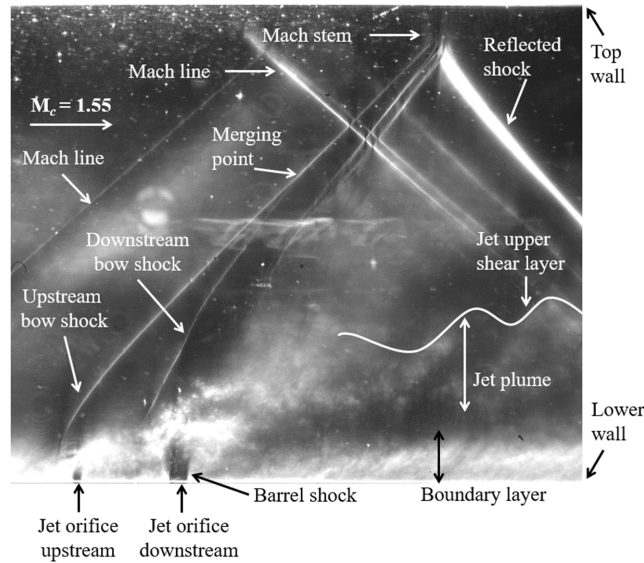 Mach stem
Reflected
shock
Top
wall
Mach line
M_c = 1.55
Merging
point
Mach line
Downstream
bow shock
Jet upper
shear layer
Upstream
bow shock
Jet plume
Lower
wall
Barrel shock
Boundary layer
Jet orifice
upstream
Jet orifice
downstream